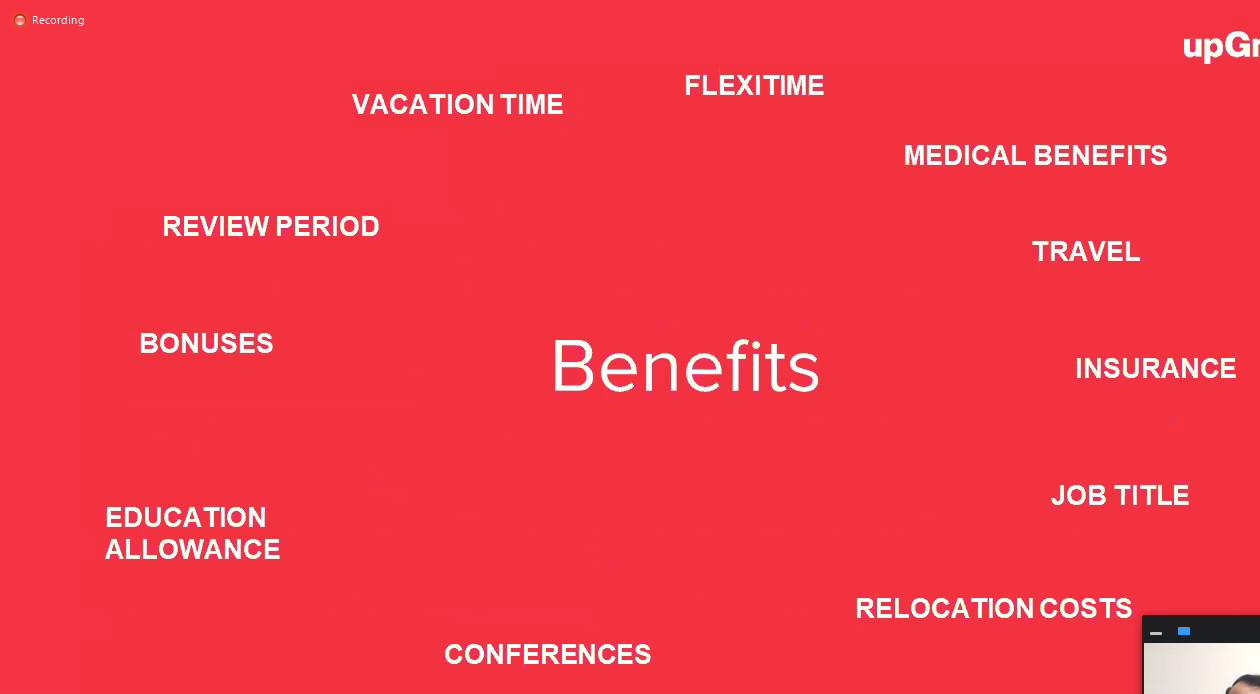 Recording
upGr
FLEXITIME
VACATION TIME
MEDICAL BENEFITS
REVIEW PERIOD
TRAVEL
BONUSES
Benefits
INSURANCE
JOB TITLE
EDUCATION
ALLOWANCE
RELOCATION COSTS
CONFERENCES